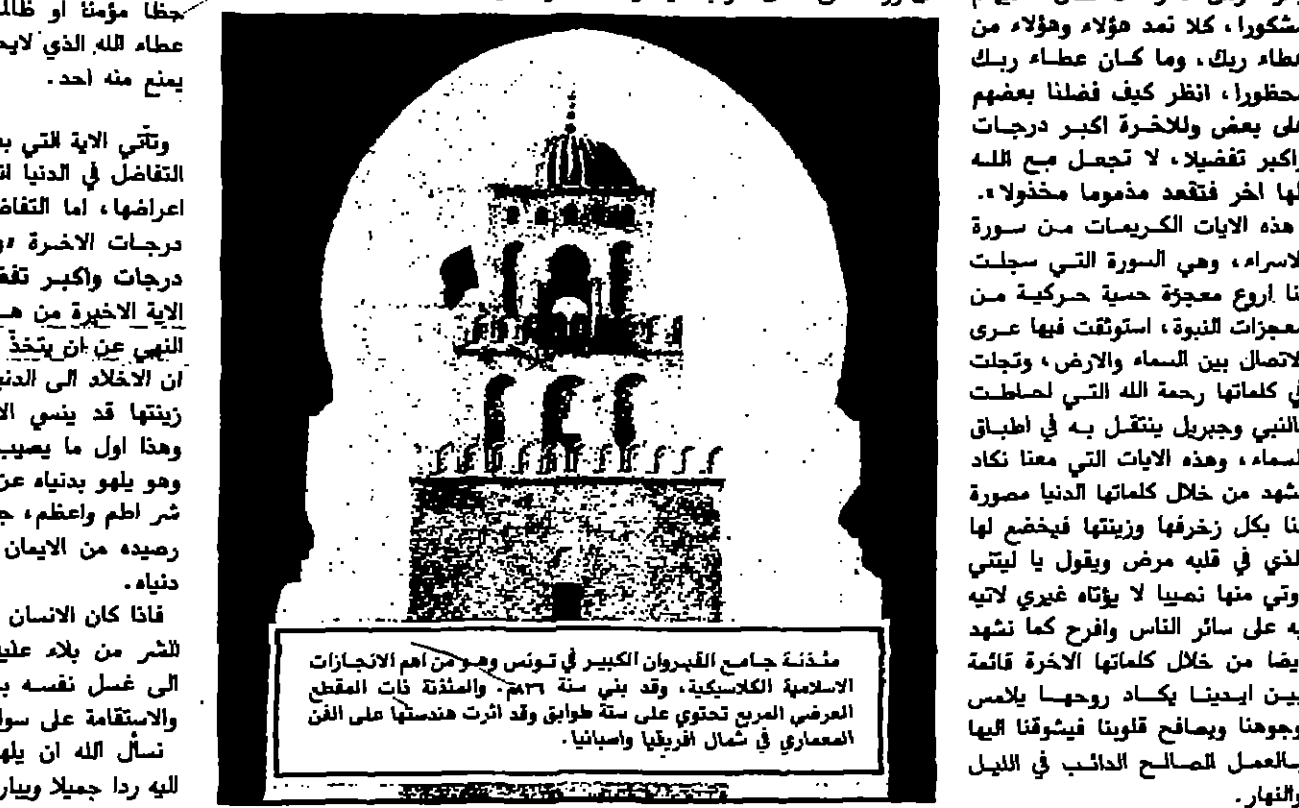 مشكورا، كلا نمد هؤلاء وهؤلاء من
عطاء ربك، وما كان عطاء ربك
محظورا، انظر كيف فضلنا بعضهم
على بعض وللاخرة اكبر درجات
واكبر تفضيلا، لا تجعل مع الله
الها اخر فتقعد مذموما مخذولا».
هذه الايات الكريمات من سورة
الاسراء، وهي السورة التي سجلت
لنا اروع معجزة حسية حركية من
معجزات النبوة، استوثقت فيها عرى
الاتصال بين السماء والارض، وتجلت
في كلماتها رحمة الله التي احاطت
بالنبي وجبريل ينتقل به في اطباق
السماء، وهذه الايات التي معنا نكاد
نشهد من خلال كلماتها الدنيا مصورة
لنا بكل زخرفها وزينتها فيخضع لها
الذي في قلبه مرض ويقول يا ليتني
اوتي منها نصيبا لا يؤتاه غيري لاتيه
به على سائر الناس وافرح كما نشهد
ايضا من خلال كلماتها الاخرة قائمة
بين ايدينا يكاد روحها يلامس
وجوهنا ويصافح قلوبنا فيشوقنا اليها
بالعمل الصالح الدائب في الليل
والنهار.
مئذنة جامع القيروان الكبير في تونس وهو من اهم الانجازات
الاسلامية الكلاسيكية، وقد بني سنة ٨٣٦م. والمئذنة ذات المقطع
العرضي المربع تحتوي على ستة طوابق وقد اثرت هندستها على الفن
المعماري في شمال افريقيا واسبانيا.
حظا مؤمنا او ظال
عطاء الله الذي لايح
يمنع منه احد.
وتأتي الاية التي ب
التفاضل في الدنيا ان
اعراضها، اما التفاض
درجات الاخرة «و
درجات واكبر تفض
الاية الاخيرة من هـ
النهي عن ان يتخذ
ان الاخلاد الى الدني
زينتها قد ينسي الا
وهذا اول ما يصيب
وهو يلهو بدنياه عن
شر اطم واعظم، ج
رصيده من الايمان
دنياه.
فاذا كان الانسان
للشر من بلاء عليه
الى غسل نفسه ب
والاستقامة على سوا
نسأل الله ان يله
اليه ردا جميلا ويبار